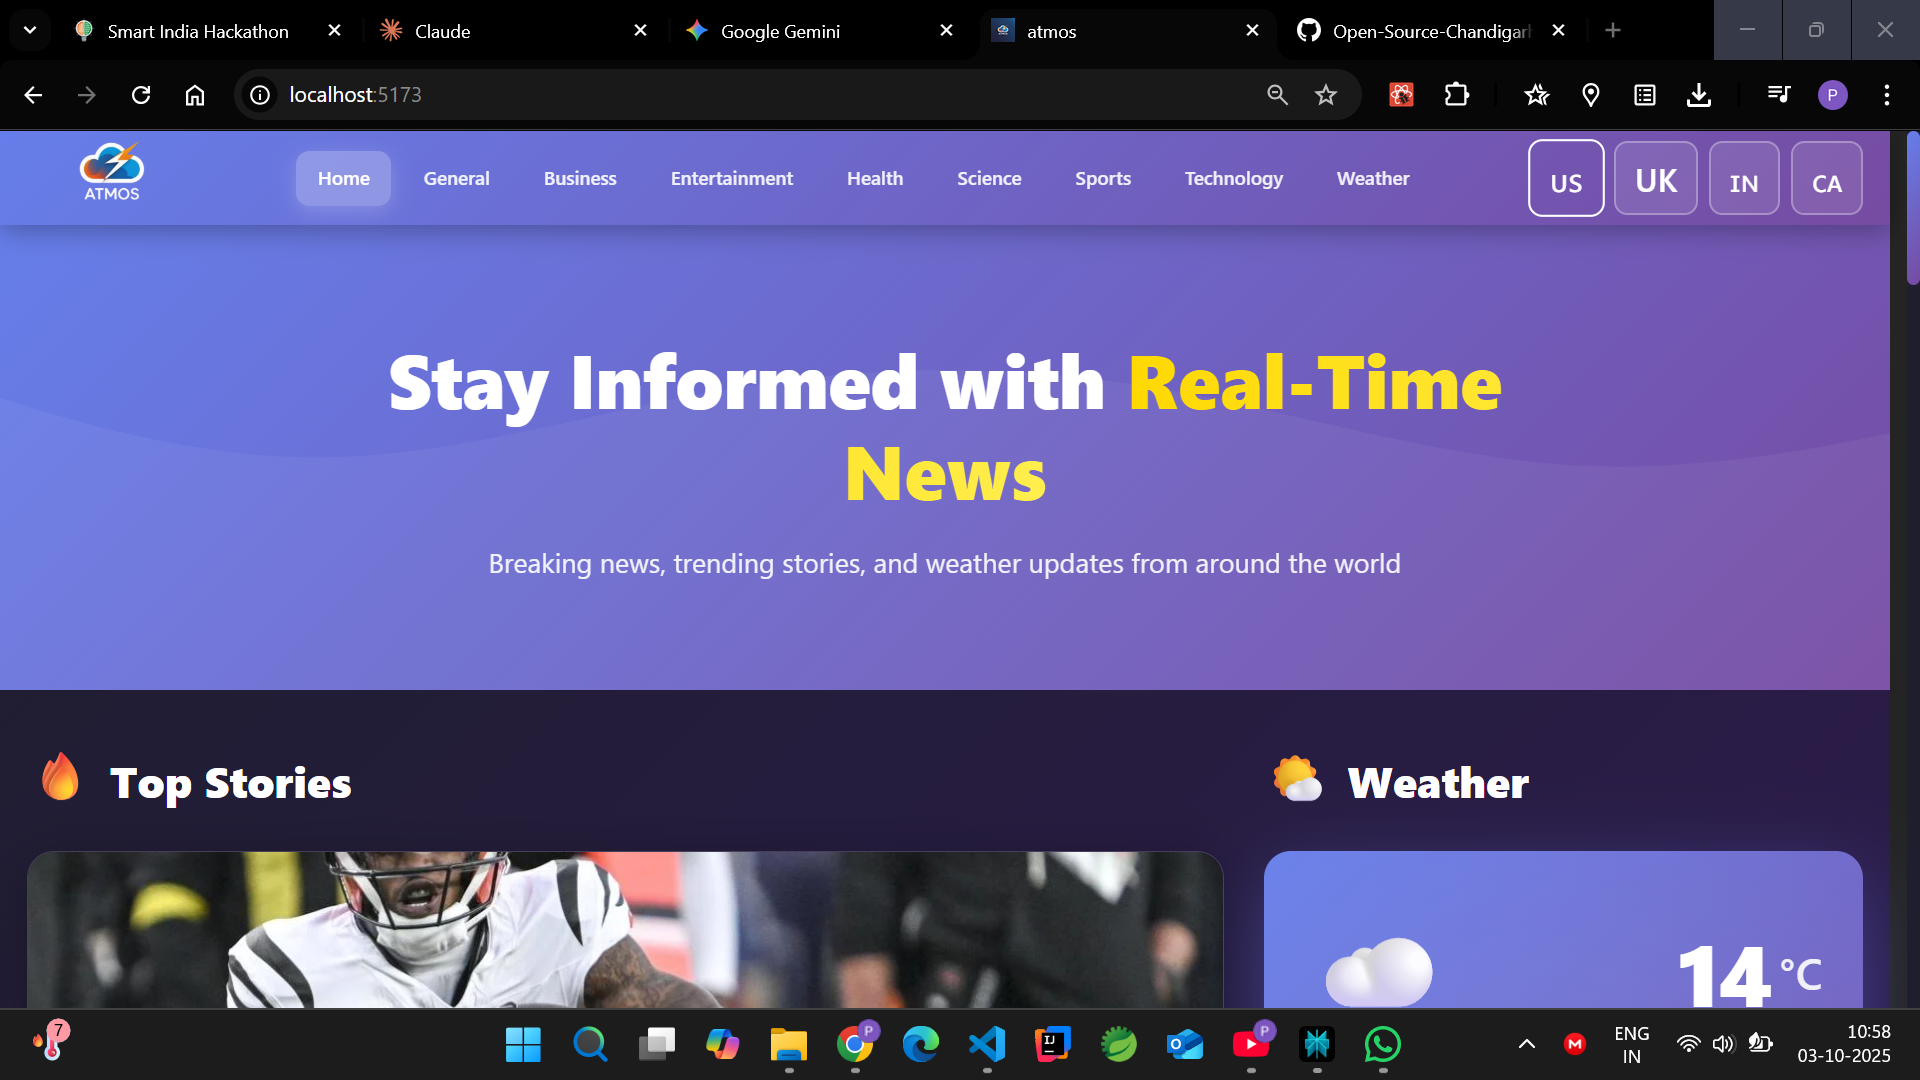 Smart India Hackathon
Claude
Google Gemini
atmos
Open-Source-Chandigarh
localhost:5173
P
ATMOS
Home
General
Business
Entertainment
Health
Science
Sports
Technology
Weather
US
UK
IN
CA
Stay Informed with Real-Time
News
Breaking news, trending stories, and weather updates from around the world
Top Stories
Weather
14 °C
7
P
IJ
O
P
M
ENG
IN
10:58
03-10-2025